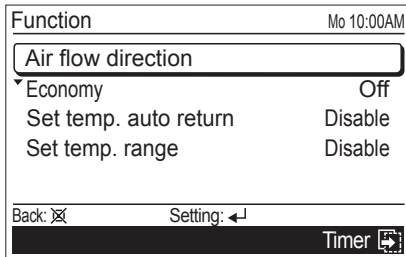 Function Mo 10:00AM
Air flow direction
Economy Off
Set temp. auto return Disable
Set temp. range Disable
Back: Setting:
Timer